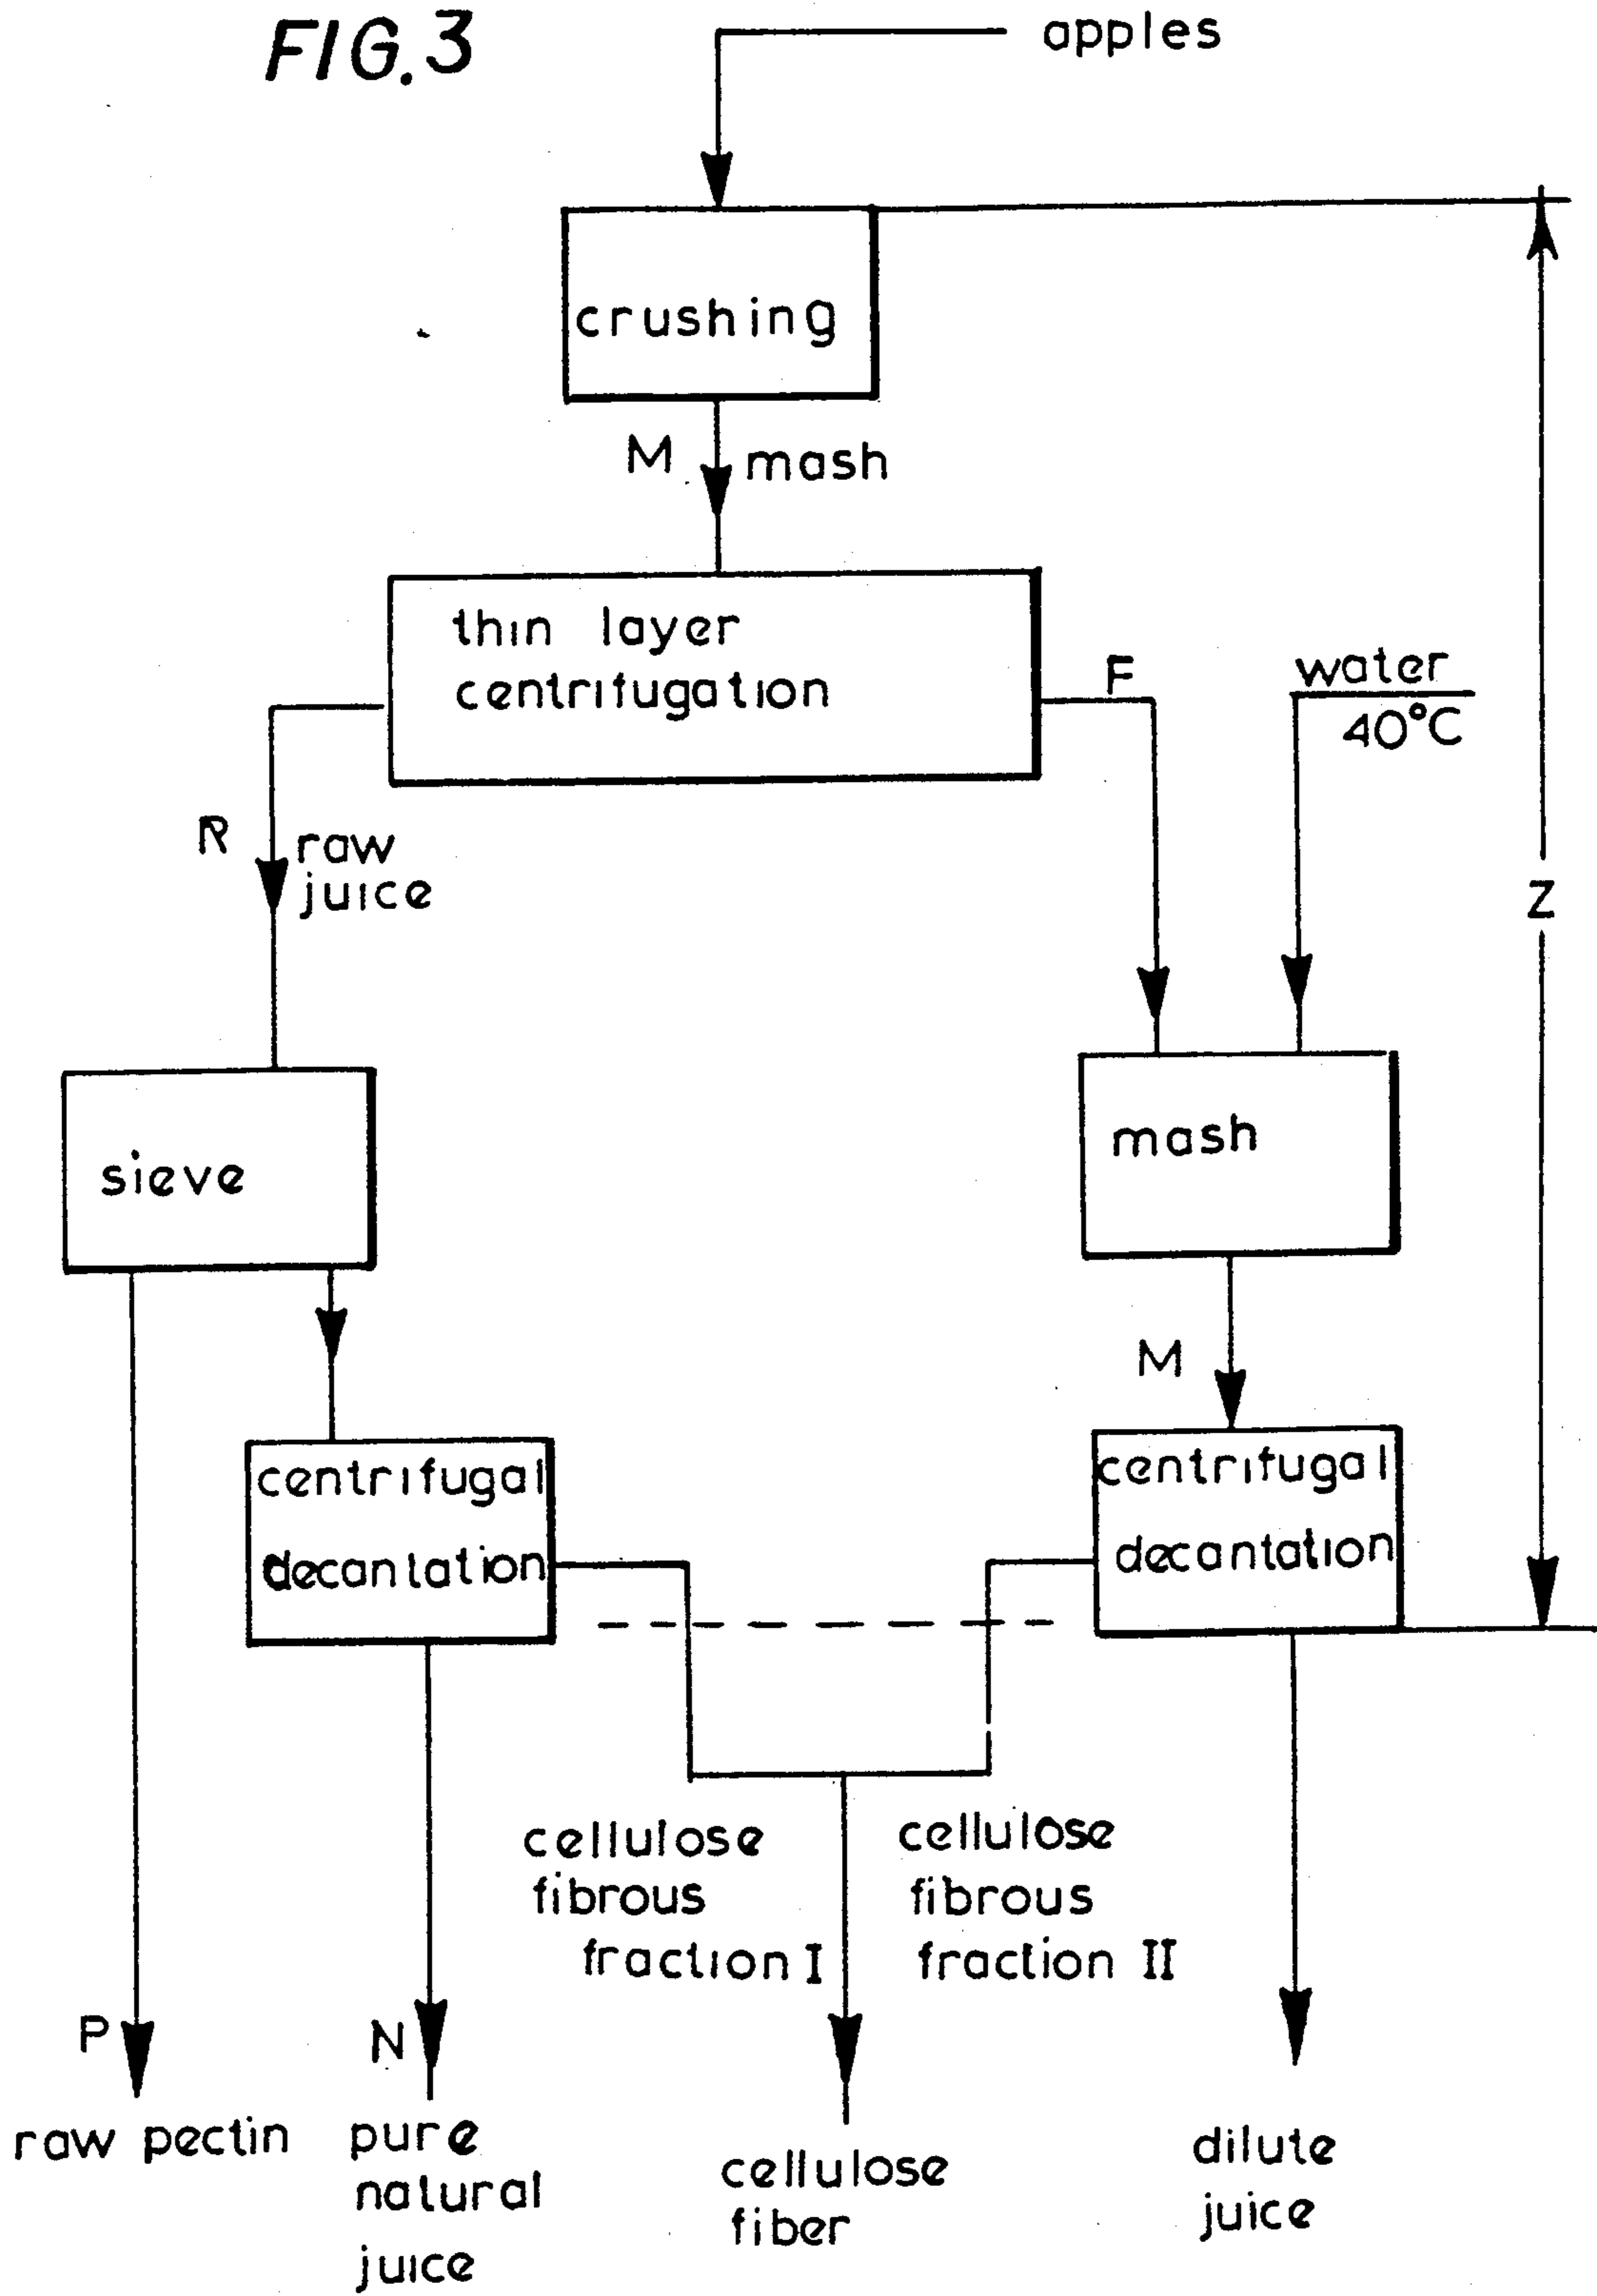 FIG.3
apples
crushing
M mash
thin layer
centrifugation
F
water
40°C
R raw
juice
Z
sieve
mash
M
centrifugal
decantation
centrifugal
decantation
cellulose
fibrous
fraction I
cellulose
fibrous
fraction II
P
N
raw pectin
pure
natural
juice
cellulose
fiber
dilute
juice